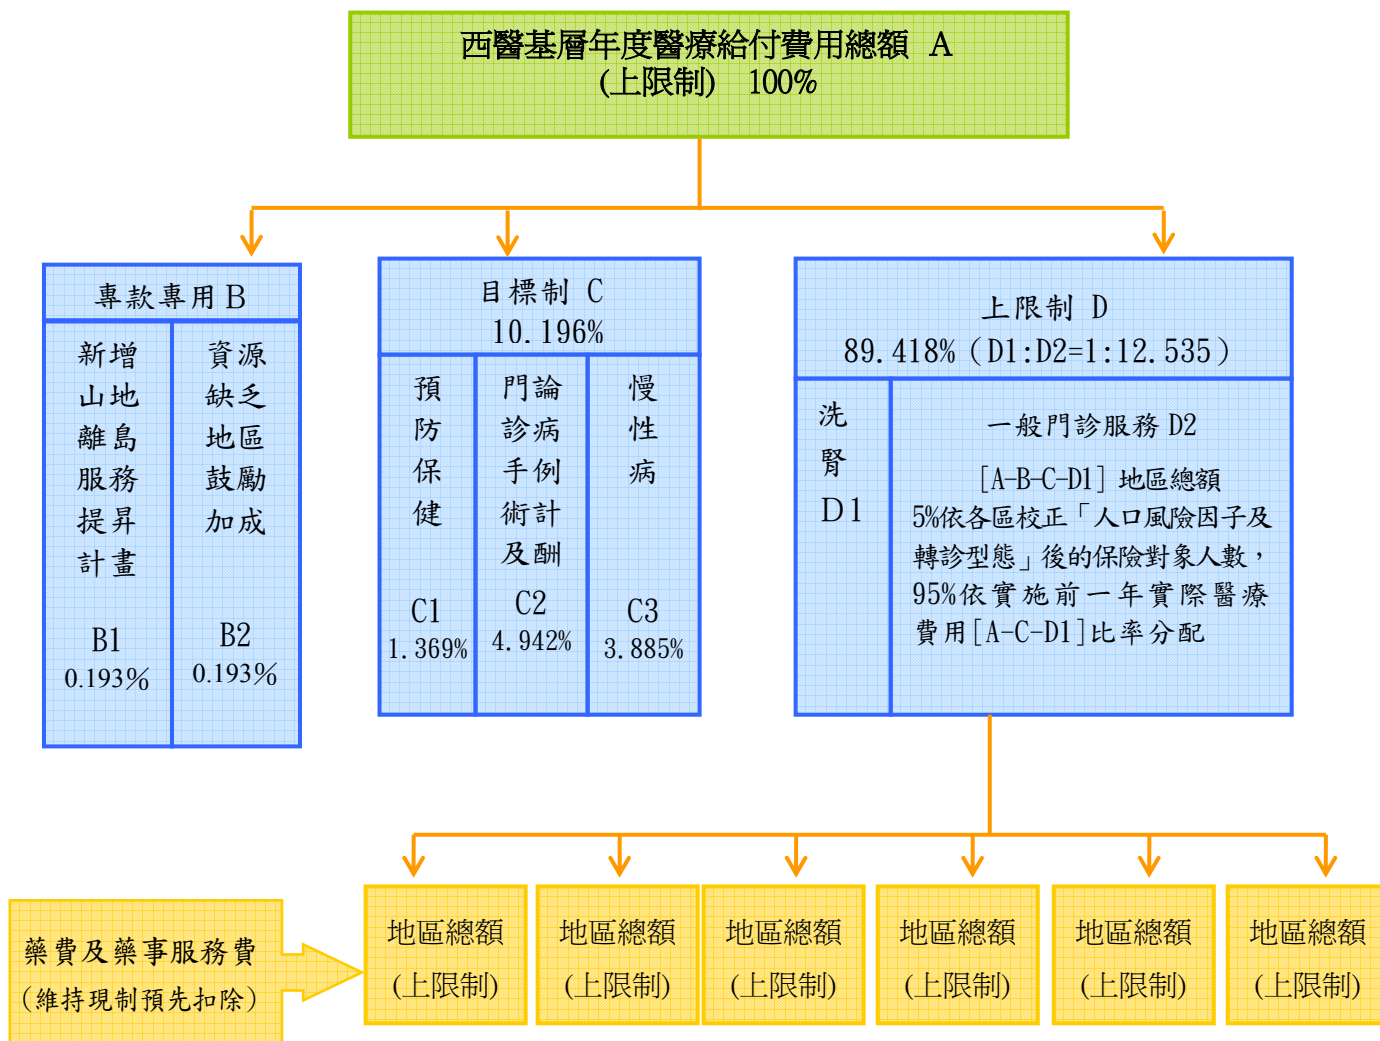 西醫基層年度醫療給付費用總額 A
(上限制) 100%
專款專用 B
新增
山地
離島
服務
提昇
計畫
B1
0.193%
資源
缺乏
地區
鼓勵
加成
B2
0.193%
目標制 C
10.196%
預
防
保
健
C1
1.369%
門論
診病
手例
術計
及酬
C2
4.942%
慢
性
病
C3
3.885%
上限制 D
89.418%（D1:D2=1:12.535）
洗
腎
D1
一般門診服務 D2
[A-B-C-D1] 地區總額
5%依各區校正「人口風險因子及
轉診型態」後的保險對象人數，
95%依實施前一年實際醫療
費用[A-C-D1]比率分配
藥費及藥事服務費
（維持現制預先扣除）
地區總額
(上限制)
地區總額
(上限制)
地區總額
(上限制)
地區總額
(上限制)
地區總額
(上限制)
地區總額
(上限制)